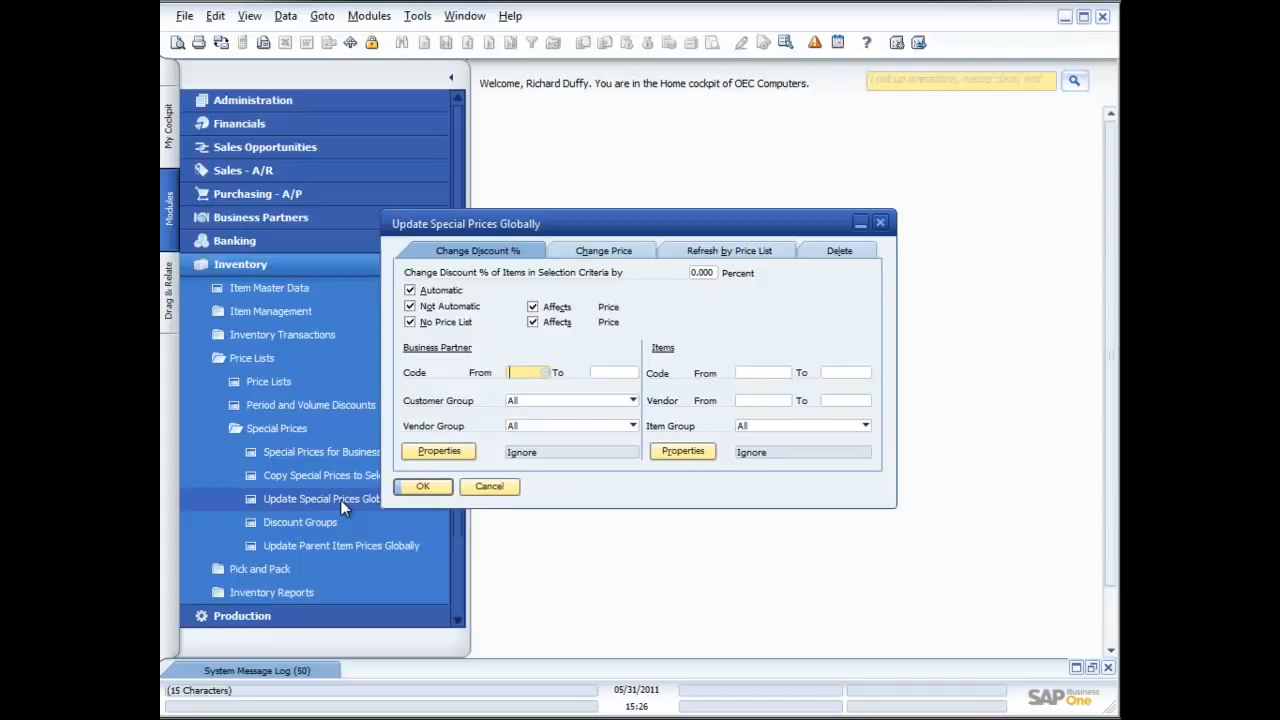 File Edit View Data Goto Modules Tools Window Help
Welcome, Richard Duffy. You are in the Home cockpit of OEC Computers.
Look up operations, master data, and
My Cockpit
Modules
Drag & Relate
Administration
Financials
Sales Opportunities
Sales - A/R
Purchasing - A/P
Business Partners
Banking
Inventory
Item Master Data
Item Management
Inventory Transactions
Price Lists
Price Lists
Period and Volume Discounts
Special Prices
Special Prices for Business
Copy Special Prices to Sel
Update Special Prices Glob
Discount Groups
Update Parent Item Prices Globally
Pick and Pack
Inventory Reports
Production
Update Special Prices Globally
Change Discount % Change Price Refresh by Price List Delete
Change Discount % of Items in Selection Criteria by 0.000 Percent
Automatic
Not Automatic Affects Price
No Price List Affects Price
Business Partner Items
Code From To Code From To
Customer Group All Vendor From To
Vendor Group All Item Group All
Properties Ignore Properties Ignore
OK Cancel
System Message Log (50)
(15 Characters) 05/31/2011
15:26
SAP Business One